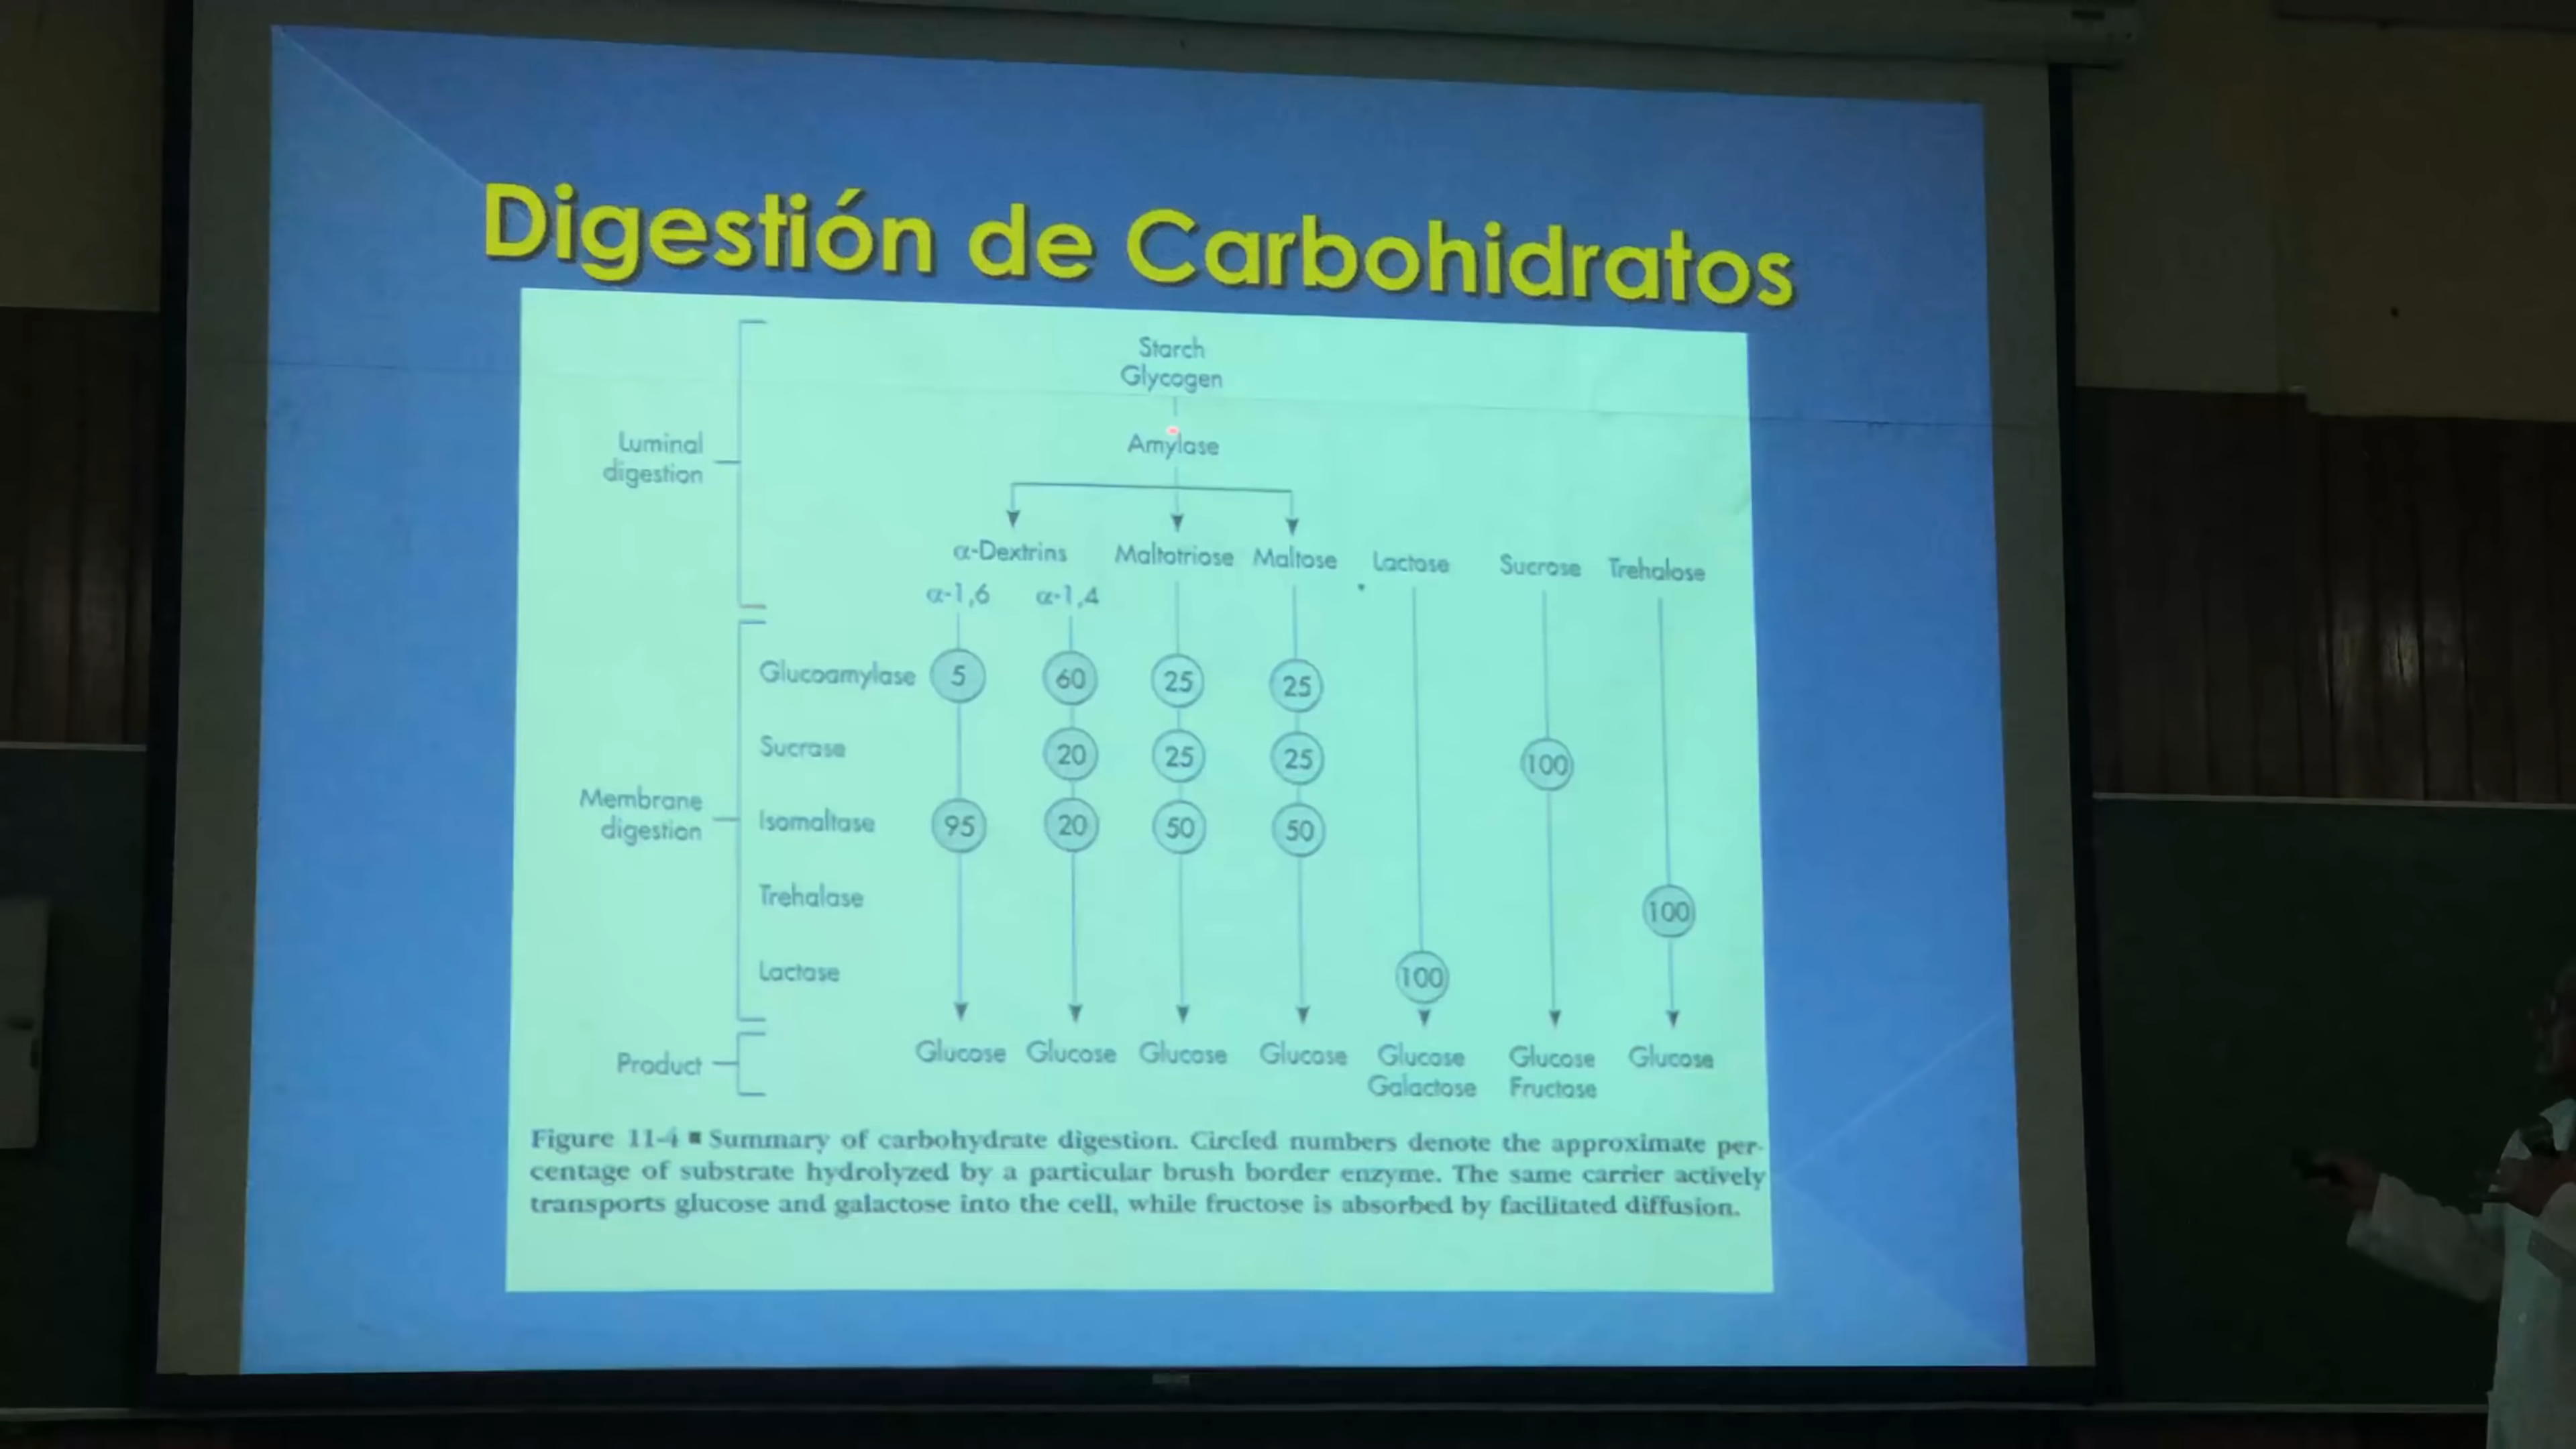 Digestión de Carbohidratos
Starch
Glycogen
Luminal
digestion
Amylase
α-Dextrins Maltotriose Maltose Lactose Sucrose Trehalose
α-1,6 α-1,4
Glucoamylase 5 60 25 25
Sucrase 20 25 25 100
Membrane
digestion
Isomaltase 95 20 50 50
Trehalase 100
Lactase 100
Product
Glucose Glucose Glucose Glucose Glucose Glucose Glucose
Galactose Fructose
Figure 11-4 ■ Summary of carbohydrate digestion. Circled numbers denote the approximate per-
centage of substrate hydrolyzed by a particular brush border enzyme. The same carrier actively
transports glucose and galactose into the cell, while fructose is absorbed by facilitated diffusion.